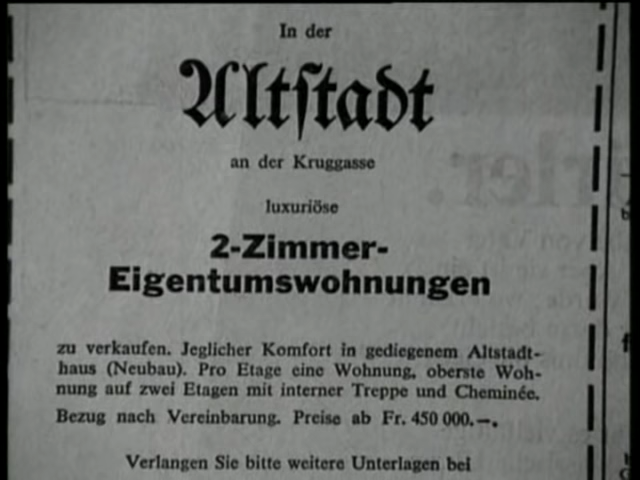 In der
Altstadt
an der Kruggasse
luxuriöse
2-Zimmer-
Eigentumswohnungen
zu verkaufen. Jeglicher Komfort in gediegenem Altstadt-
haus (Neubau). Pro Etage eine Wohnung, oberste Woh-
nung auf zwei Etagen mit interner Treppe und Cheminée.
Bezug nach Vereinbarung. Preise ab Fr. 450 000.–.
Verlangen Sie bitte weitere Unterlagen bei